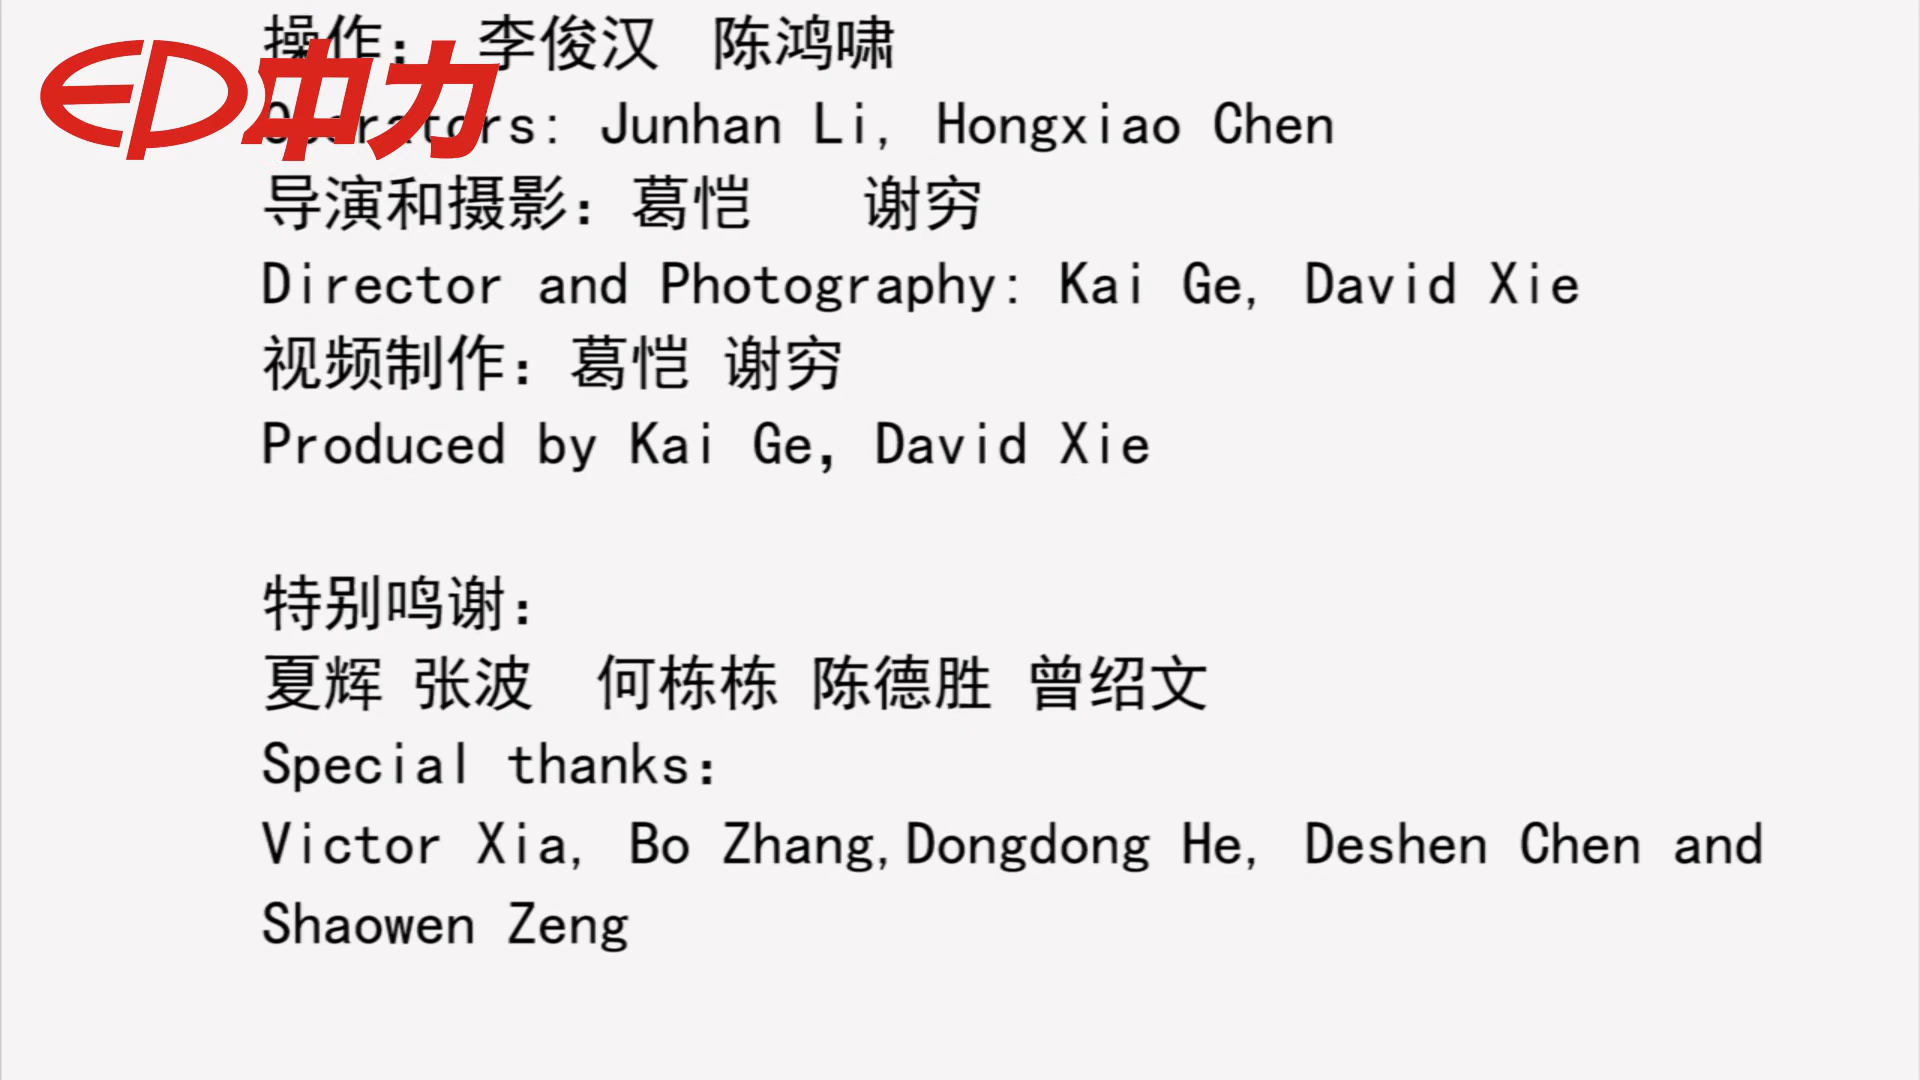 操作： 李俊汉 陈鸿啸
EP中力
Operators: Junhan Li, Hongxiao Chen
导演和摄影：葛恺 谢穷
Director and Photography: Kai Ge, David Xie
视频制作：葛恺 谢穷
Produced by Kai Ge，David Xie
特别鸣谢：
夏辉 张波 何栋栋 陈德胜 曾绍文
Special thanks：
Victor Xia, Bo Zhang,Dongdong He, Deshen Chen and
Shaowen Zeng